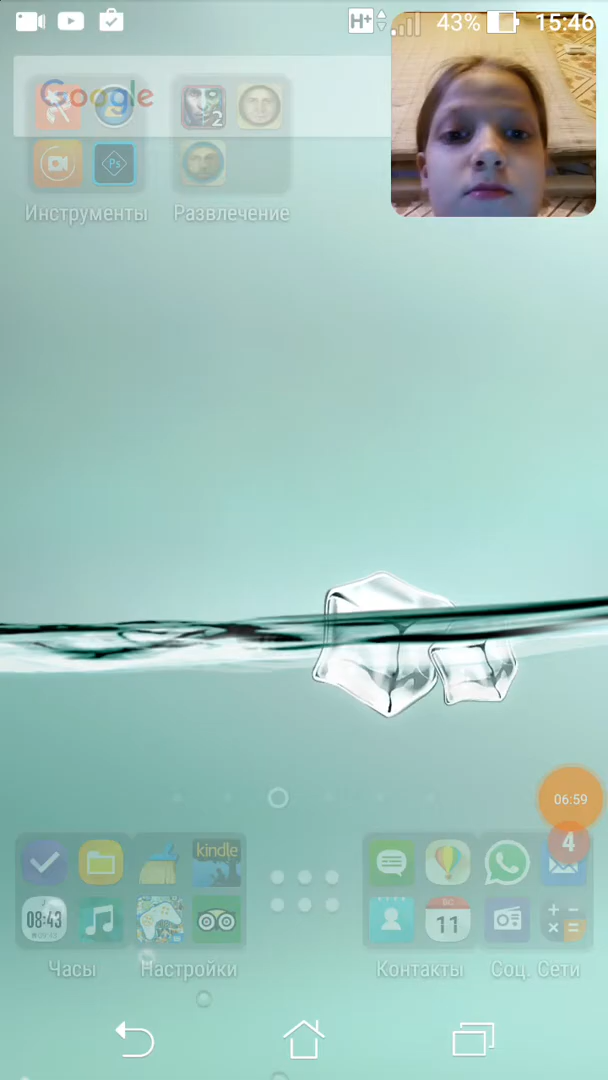 H+ 43% 15:46
Google
2
Ps
Инструменты Развлечение
06:59
4
kindle
08:43
11
Часы Настройки Контакты Соц. Сети